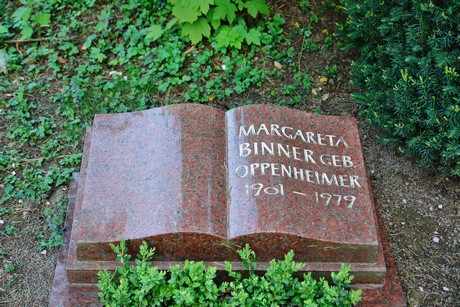 MARGARETA
BINNER GEB.
OPPENHEIMER
1901 — 1979